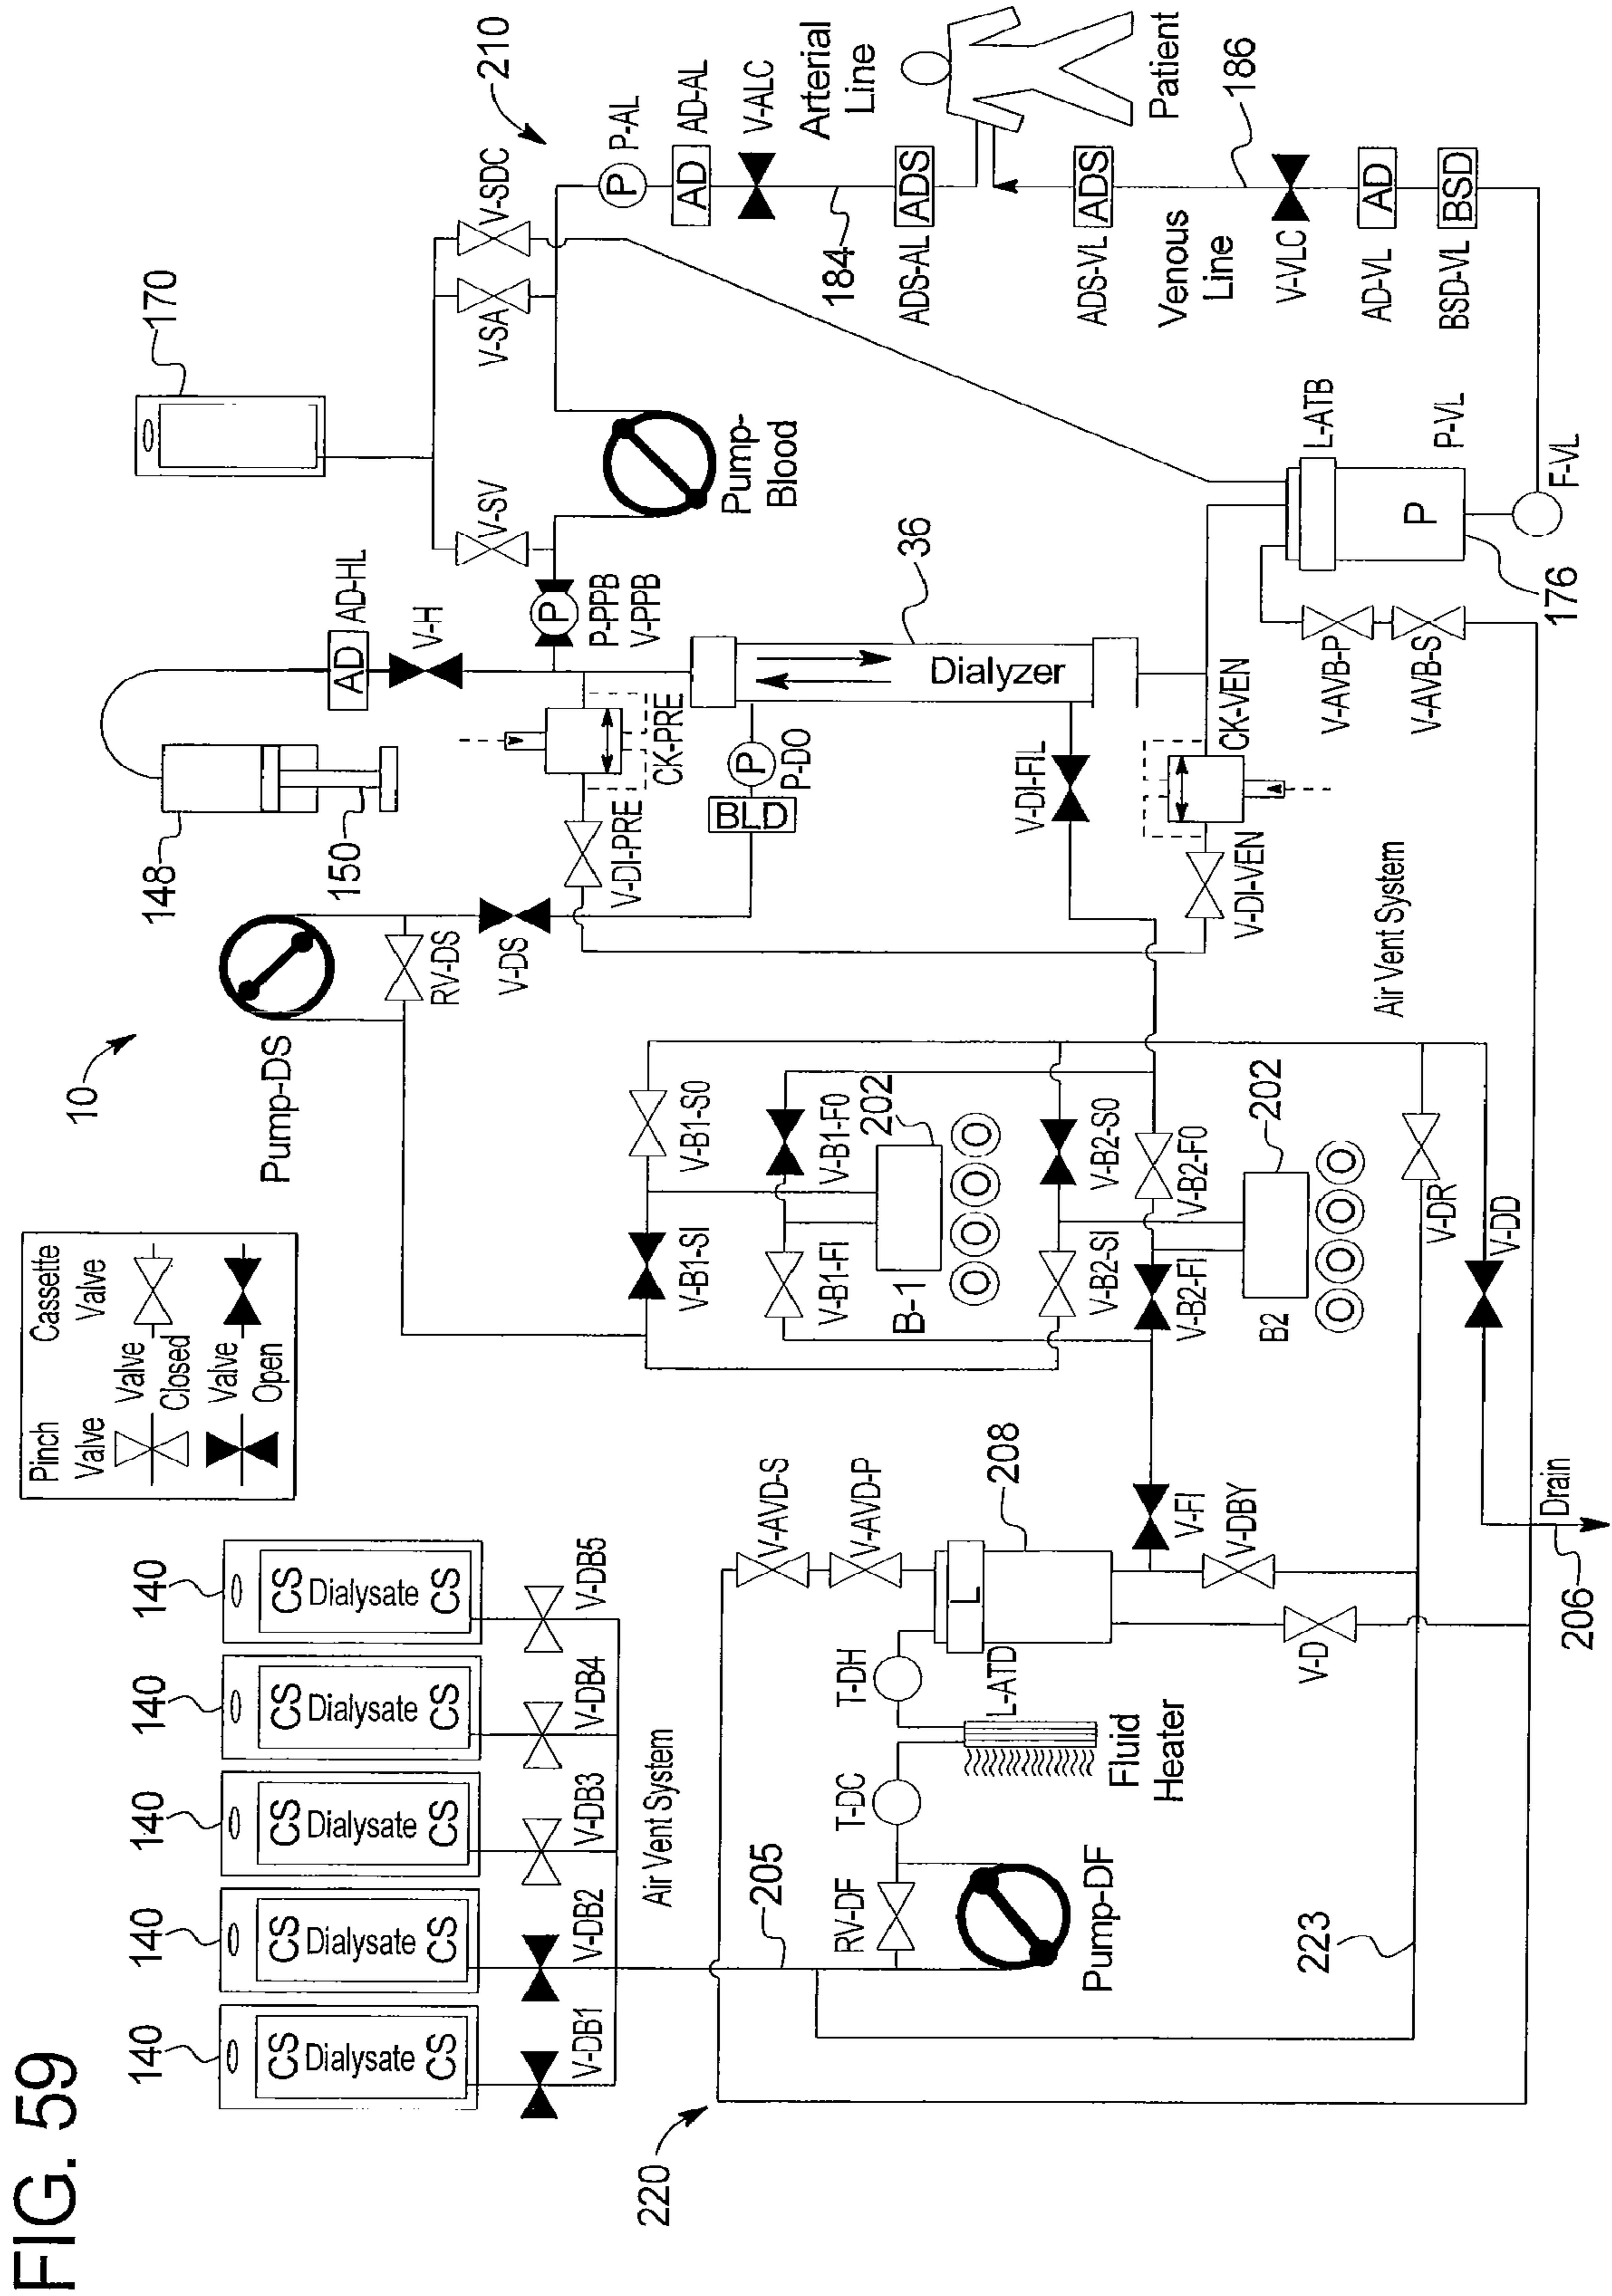 FIG. 59
10
Pinch Valve
Cassette Valve
Valve Closed
Valve Open
140
140
140
140
140
CS Dialysate CS
CS Dialysate CS
CS Dialysate CS
CS Dialysate CS
CS Dialysate CS
V-DB1
V-DB2
V-DB3
V-DB4
V-DB5
Air Vent System
220
205
V-AVD-S
V-AVD-P
208
L
L-ATD
T-DH
T-DC
RV-DF
Pump-DF
Fluid
Heater
V-FI
V-DBY
V-D
223
Drain
206
Pump-DS
RV-DS
V-DS
V-B1-SI
V-B1-S0
V-B1-FI
V-B1-F0
B-1
202
V-B2-SI
V-B2-S0
V-B2-FI
V-B2-F0
B2
202
V-DR
V-DD
148
150
AD
AD-HL
V-H
V-DI-PRE
CK-PRE
BLD
P
P-DO
P
P-PPB
V-PPB
Dialyzer
36
V-DI-FIL
V-DI-VEN
CK-VEN
Air Vent System
170
V-SV
V-SA
V-SDC
Pump-
Blood
210
P
P-AL
AD
AD-AL
V-ALC
Arterial
Line
184
ADS
ADS-AL
Patient
ADS
ADS-VL
Venous
Line
186
V-VLC
AD
AD-VL
BSD
BSD-VL
L-ATB
P
P-VL
F-VL
176
V-AVB-P
V-AVB-S